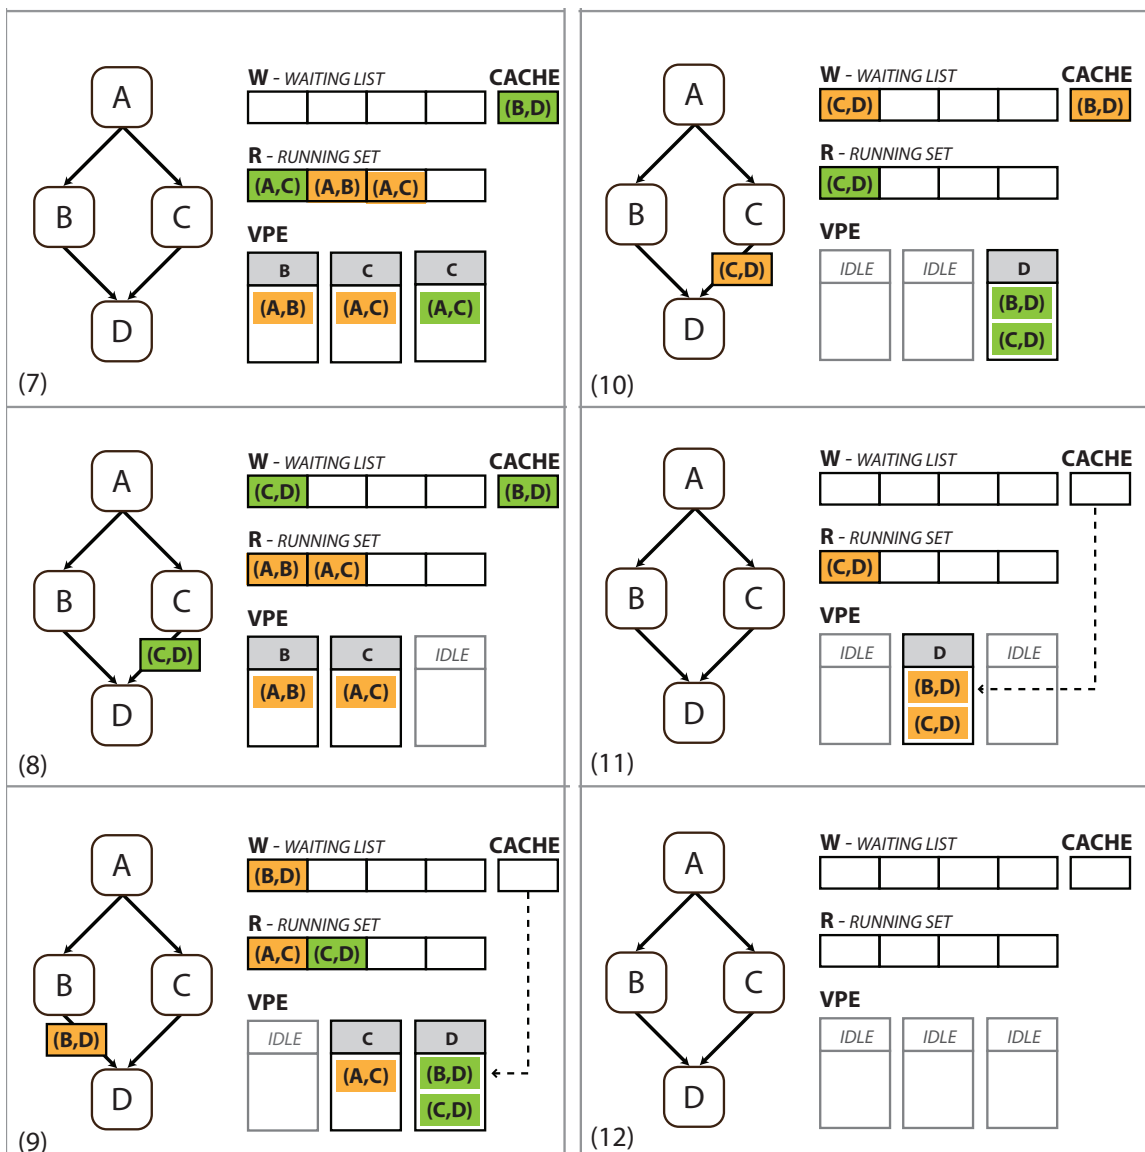 A
W - WAITING LIST CACHE
(B,D)
R - RUNNING SET
(A,C) (A,B) (A,C)
B C
VPE
B C C
(A,B) (A,C) (A,C)
D
(7)
A
W - WAITING LIST CACHE
(C,D) (B,D)
R - RUNNING SET
(A,B) (A,C)
B C
VPE
(C,D)
B C IDLE
(A,B) (A,C)
D
(8)
A
W - WAITING LIST CACHE
(B,D)
R - RUNNING SET
(A,C) (C,D)
B C
VPE
(B,D)
IDLE C D
(A,C) (B,D)
D
(C,D)
(9)
A
W - WAITING LIST CACHE
(C,D) (B,D)
R - RUNNING SET
(C,D)
B C
VPE
(C,D)
IDLE IDLE D
(B,D)
D
(C,D)
(10)
A
W - WAITING LIST CACHE
R - RUNNING SET
(C,D)
B C
VPE
IDLE D IDLE
(B,D)
D
(C,D)
(11)
A
W - WAITING LIST CACHE
R - RUNNING SET
B C
VPE
IDLE IDLE IDLE
D
(12)